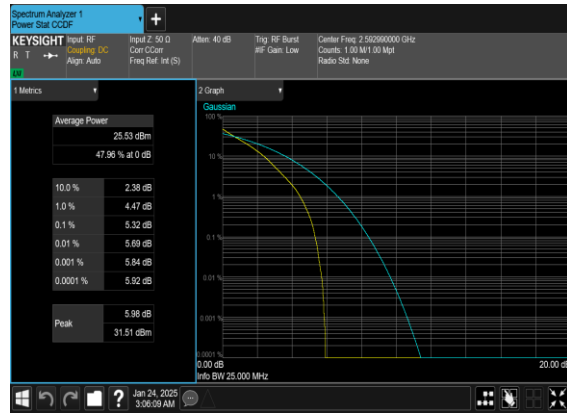 Spectrum Analyzer 1
Power Stat CCDF
KEYSIGHT
R T
LV
Input: RF
Coupling: DC
Align: Auto
Input Z: 50 Ω
Corr CCorr
Freq Ref: Int (S)
Atten: 40 dB
Trig: RF Burst
#IF Gain: Low
Center Freq: 2.592990000 GHz
Counts: 1.00 M/1.00 Mpt
Radio Std: None
1 Metrics
Average Power
25.53 dBm
47.96 % at 0 dB
10.0 % 2.38 dB
1.0 % 4.47 dB
0.1 % 5.32 dB
0.01 % 5.69 dB
0.001 % 5.84 dB
0.0001 % 5.92 dB
Peak
5.98 dB
31.51 dBm
2 Graph
Gaussian
100 %
10 %
1 %
0.1 %
0.01 %
0.001 %
0.0001 %
0.00 dB
20.00 dB
Info BW 25.000 MHz
Jan 24, 2025
3:06:09 AM